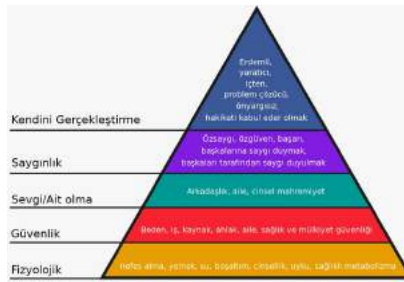 Erdemli,
yaratıcı,
içten,
problem çözücü,
önyargısız,
hakikati kabul eder olmak
Kendini Gerçekleştirme
Özsaygı, özgüven, başarı,
başkalarına saygı duymak,
başkaları tarafından saygı duyulmak
Saygınlık
Arkadaşlık, aile, cinsel mahremiyet
Sevgi/Ait olma
Beden, iş, kaynak, ahlak, aile, sağlık ve mülkiyet güvenliği
Güvenlik
Nefes alma, yemek, su, boşaltım, cinsellik, uyku, sağlıklı metabolizma
Fizyolojik